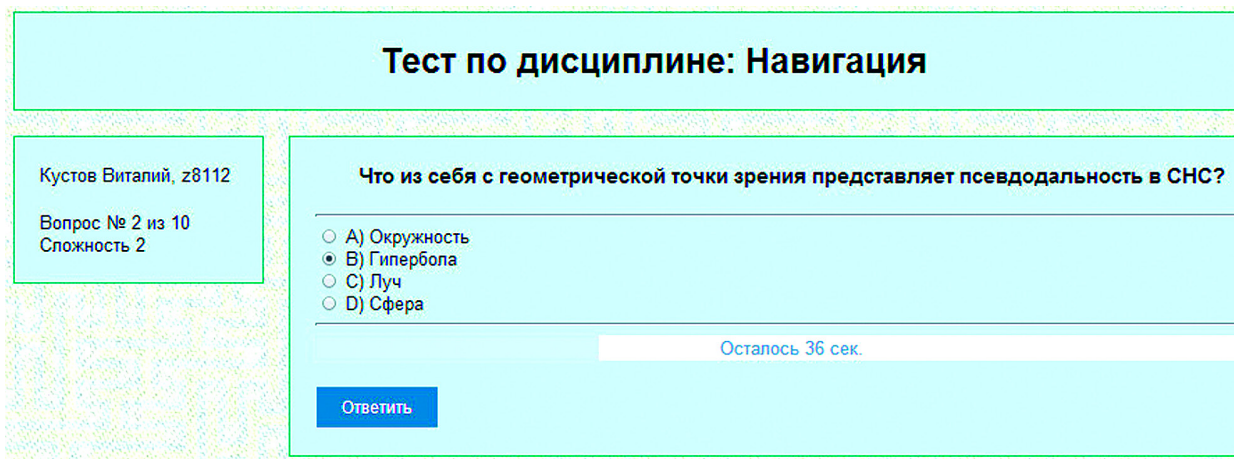 Тест по дисциплине: Навигация
Кустов Виталий, z8112
Вопрос № 2 из 10
Сложность 2
Что из себя с геометрической точки зрения представляет псевдодальность в СНС?
A) Окружность
B) Гипербола
C) Луч
D) Сфера
Осталось 36 сек.
Ответить